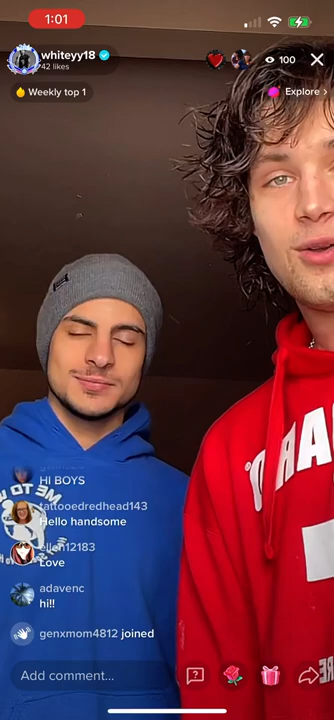 1:01
whiteyy18
42 likes
100
Weekly top 1
Explore >
HI BOYS
tattooedredhead143
Hello handsome
ellen12183
Love
adavenc
hi!!
genxmom4812 joined
Add comment...